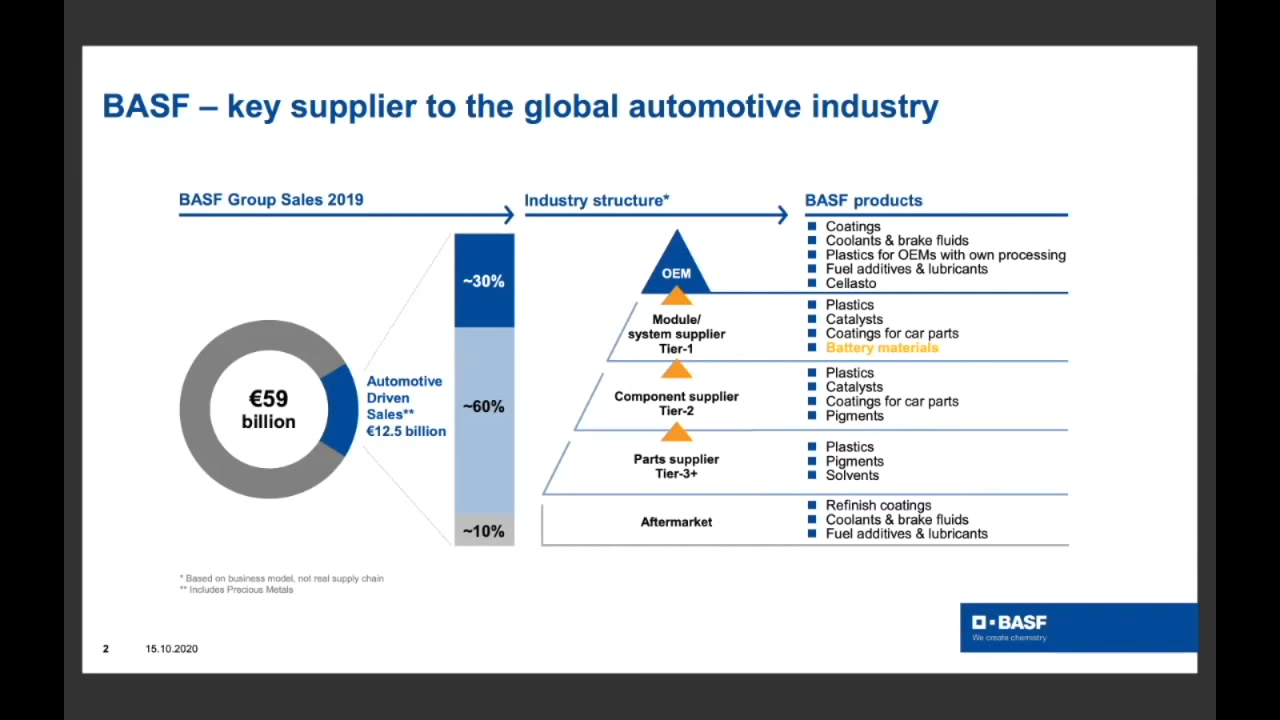 BASF – key supplier to the global automotive industry
BASF Group Sales 2019
€59
billion
Automotive
Driven
Sales**
€12.5 billion
~30%
~60%
~10%
Industry structure*
OEM
Module/
system supplier
Tier-1
Component supplier
Tier-2
Parts supplier
Tier-3+
Aftermarket
BASF products
Coatings
Coolants & brake fluids
Plastics for OEMs with own processing
Fuel additives & lubricants
Cellasto
Plastics
Catalysts
Coatings for car parts
Battery materials
Plastics
Catalysts
Coatings for car parts
Pigments
Plastics
Pigments
Solvents
Refinish coatings
Coolants & brake fluids
Fuel additives & lubricants
* Based on business model, not real supply chain
** Includes Precious Metals
2 15.10.2020
BASF
We create chemistry